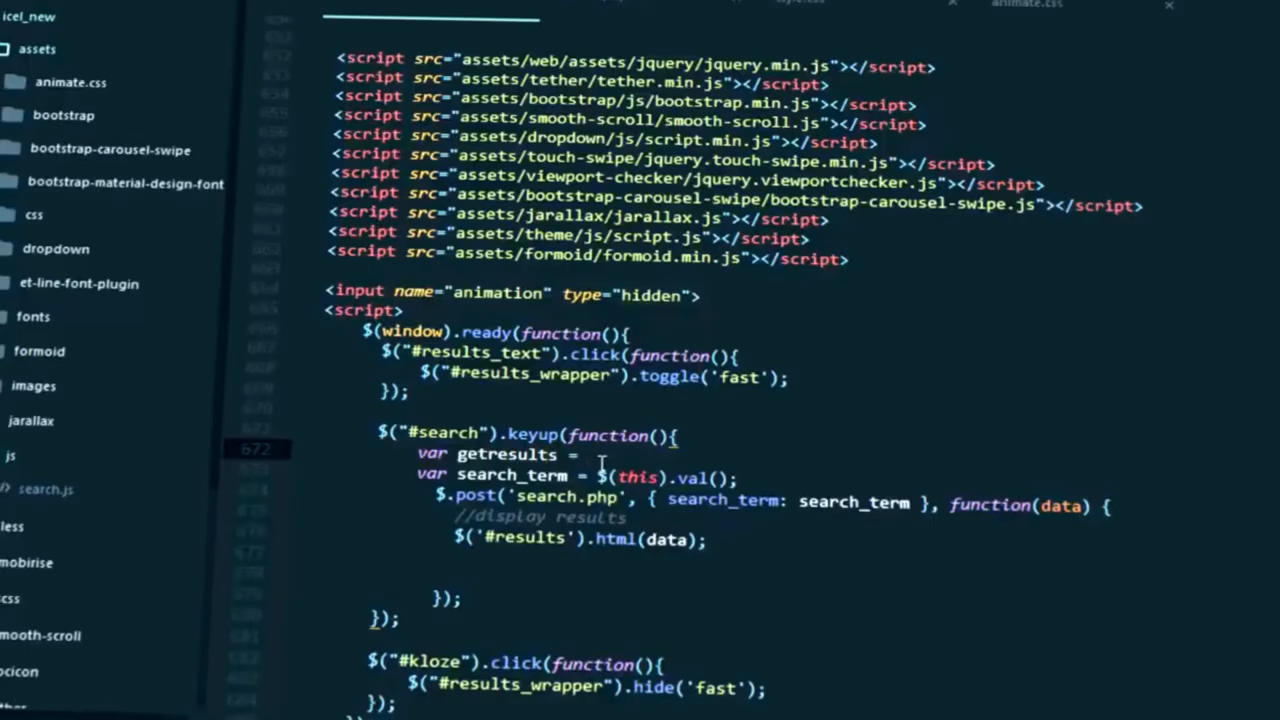 icel_new
assets
animate.css
bootstrap
bootstrap-carousel-swipe
bootstrap-material-design-font
css
dropdown
et-line-font-plugin
fonts
formoid
images
jarallax
js
search.js
less
mobirise
scss
smooth-scroll
socicon
style.css
animate.css
<script src="assets/web/assets/jquery/jquery.min.js"></script>
<script src="assets/tether/tether.min.js"></script>
<script src="assets/bootstrap/js/bootstrap.min.js"></script>
<script src="assets/smooth-scroll/smooth-scroll.js"></script>
<script src="assets/dropdown/js/script.min.js"></script>
<script src="assets/touch-swipe/jquery.touch-swipe.min.js"></script>
<script src="assets/viewport-checker/jquery.viewportchecker.js"></script>
<script src="assets/bootstrap-carousel-swipe/bootstrap-carousel-swipe.js"></script>
<script src="assets/jarallax/jarallax.js"></script>
<script src="assets/theme/js/script.js"></script>
<script src="assets/formoid/formoid.min.js"></script>
<input name="animation" type="hidden">
<script>
$(window).ready(function(){
$("#results_text").click(function(){
$("#results_wrapper").toggle('fast');
});
$("#search").keyup(function(){
672 var getresults =
var search_term = $(this).val();
$.post('search.php', { search_term: search_term }, function(data) {
//display results
$('#results').html(data);
});
});
$("#kloze").click(function(){
$("#results_wrapper").hide('fast');
});